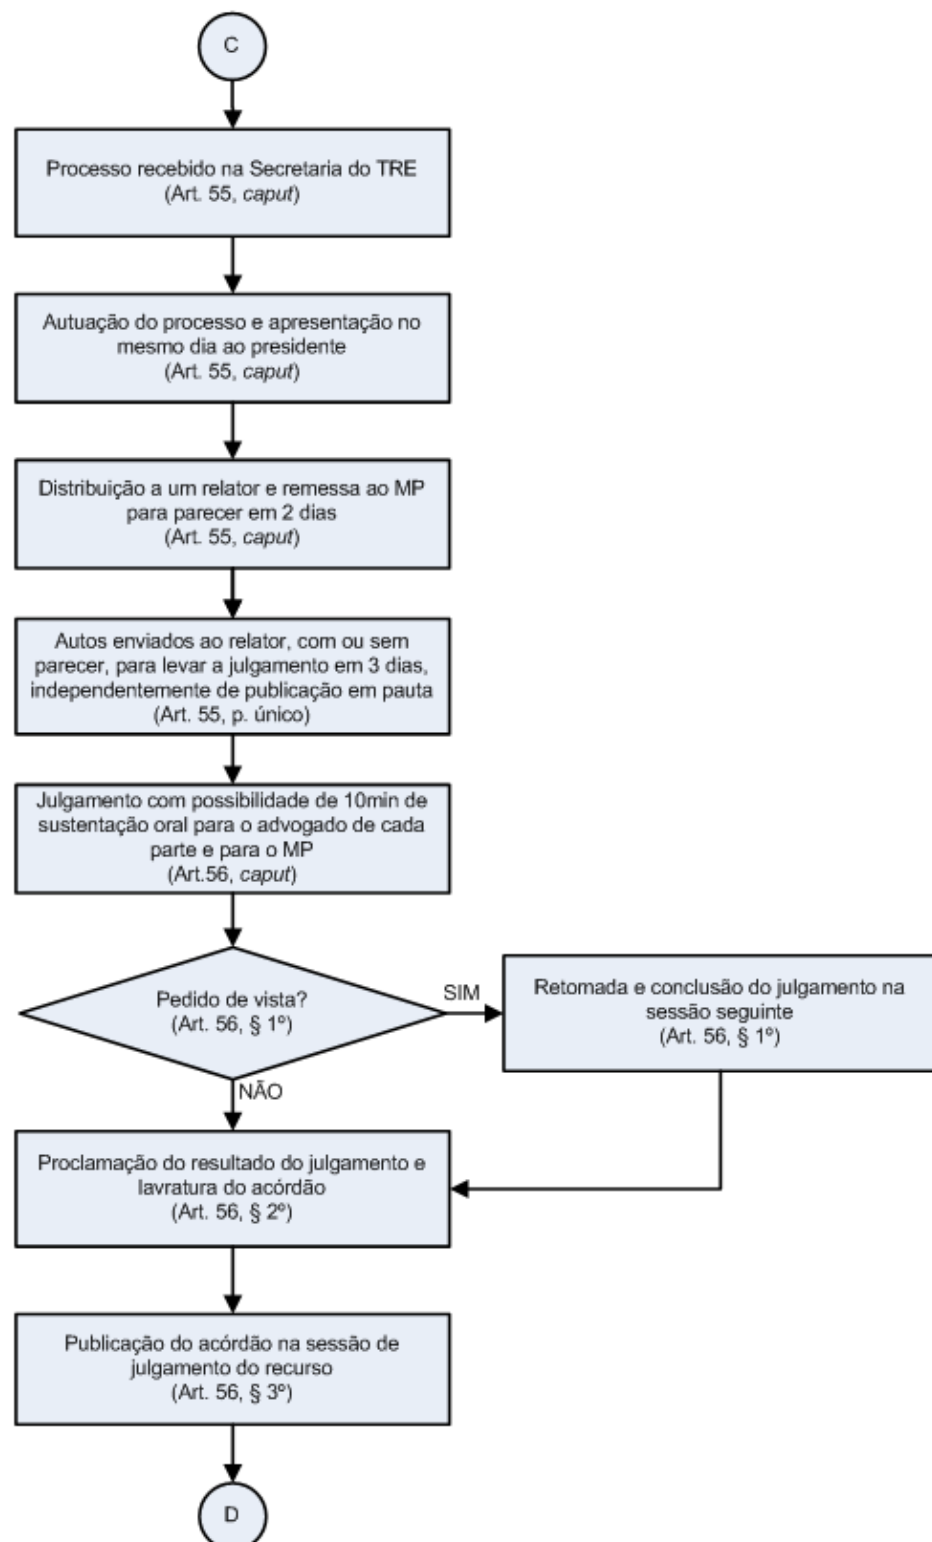 C
Processo recebido na Secretaria do TRE
(Art. 55, caput)
Autuação do processo e apresentação no
mesmo dia ao presidente
(Art. 55, caput)
Distribuição a um relator e remessa ao MP
para parecer em 2 dias
(Art. 55, caput)
Autos enviados ao relator, com ou sem
parecer, para levar a julgamento em 3 dias,
independentemente de publicação em pauta
(Art. 55, p. único)
Julgamento com possibilidade de 10min de
sustentação oral para o advogado de cada
parte e para o MP
(Art.56, caput)
Pedido de vista?
(Art. 56, § 1º)
SIM
Retomada e conclusão do julgamento na
sessão seguinte
(Art. 56, § 1º)
NÃO
Proclamação do resultado do julgamento e
lavratura do acórdão
(Art. 56, § 2º)
Publicação do acórdão na sessão de
julgamento do recurso
(Art. 56, § 3º)
D